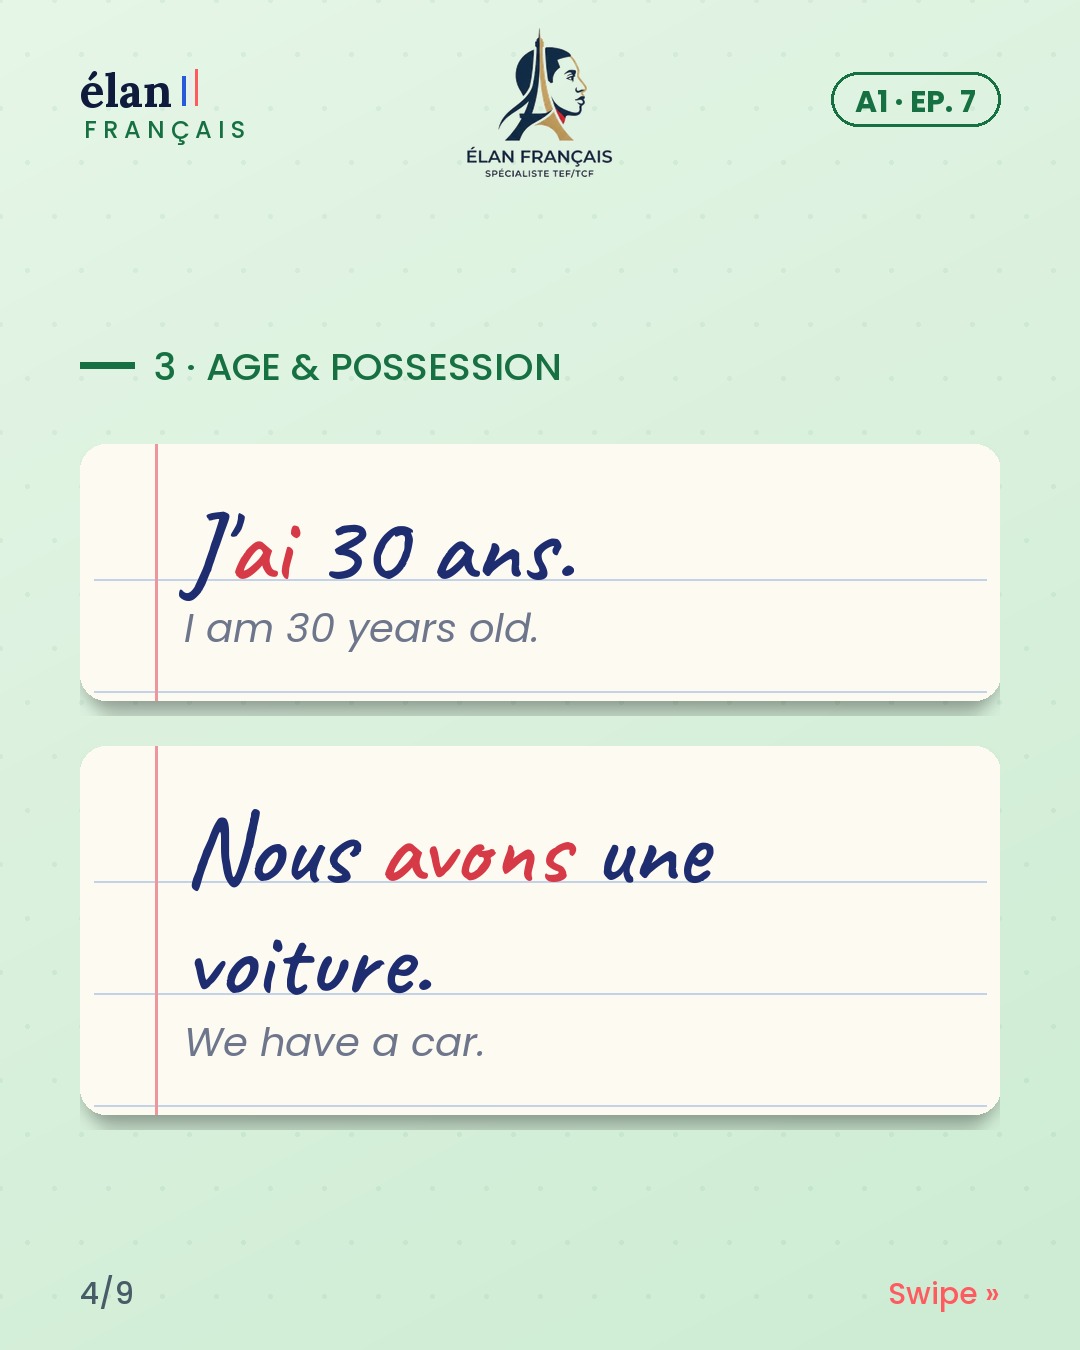 élan
FRANÇAIS
ÉLAN FRANÇAIS
SPÉCIALISTE TEF/TCF
A1 · EP. 7
3 · AGE & POSSESSION
J'ai 30 ans.
I am 30 years old.
Nous avons une
voiture.
We have a car.
4/9
Swipe »